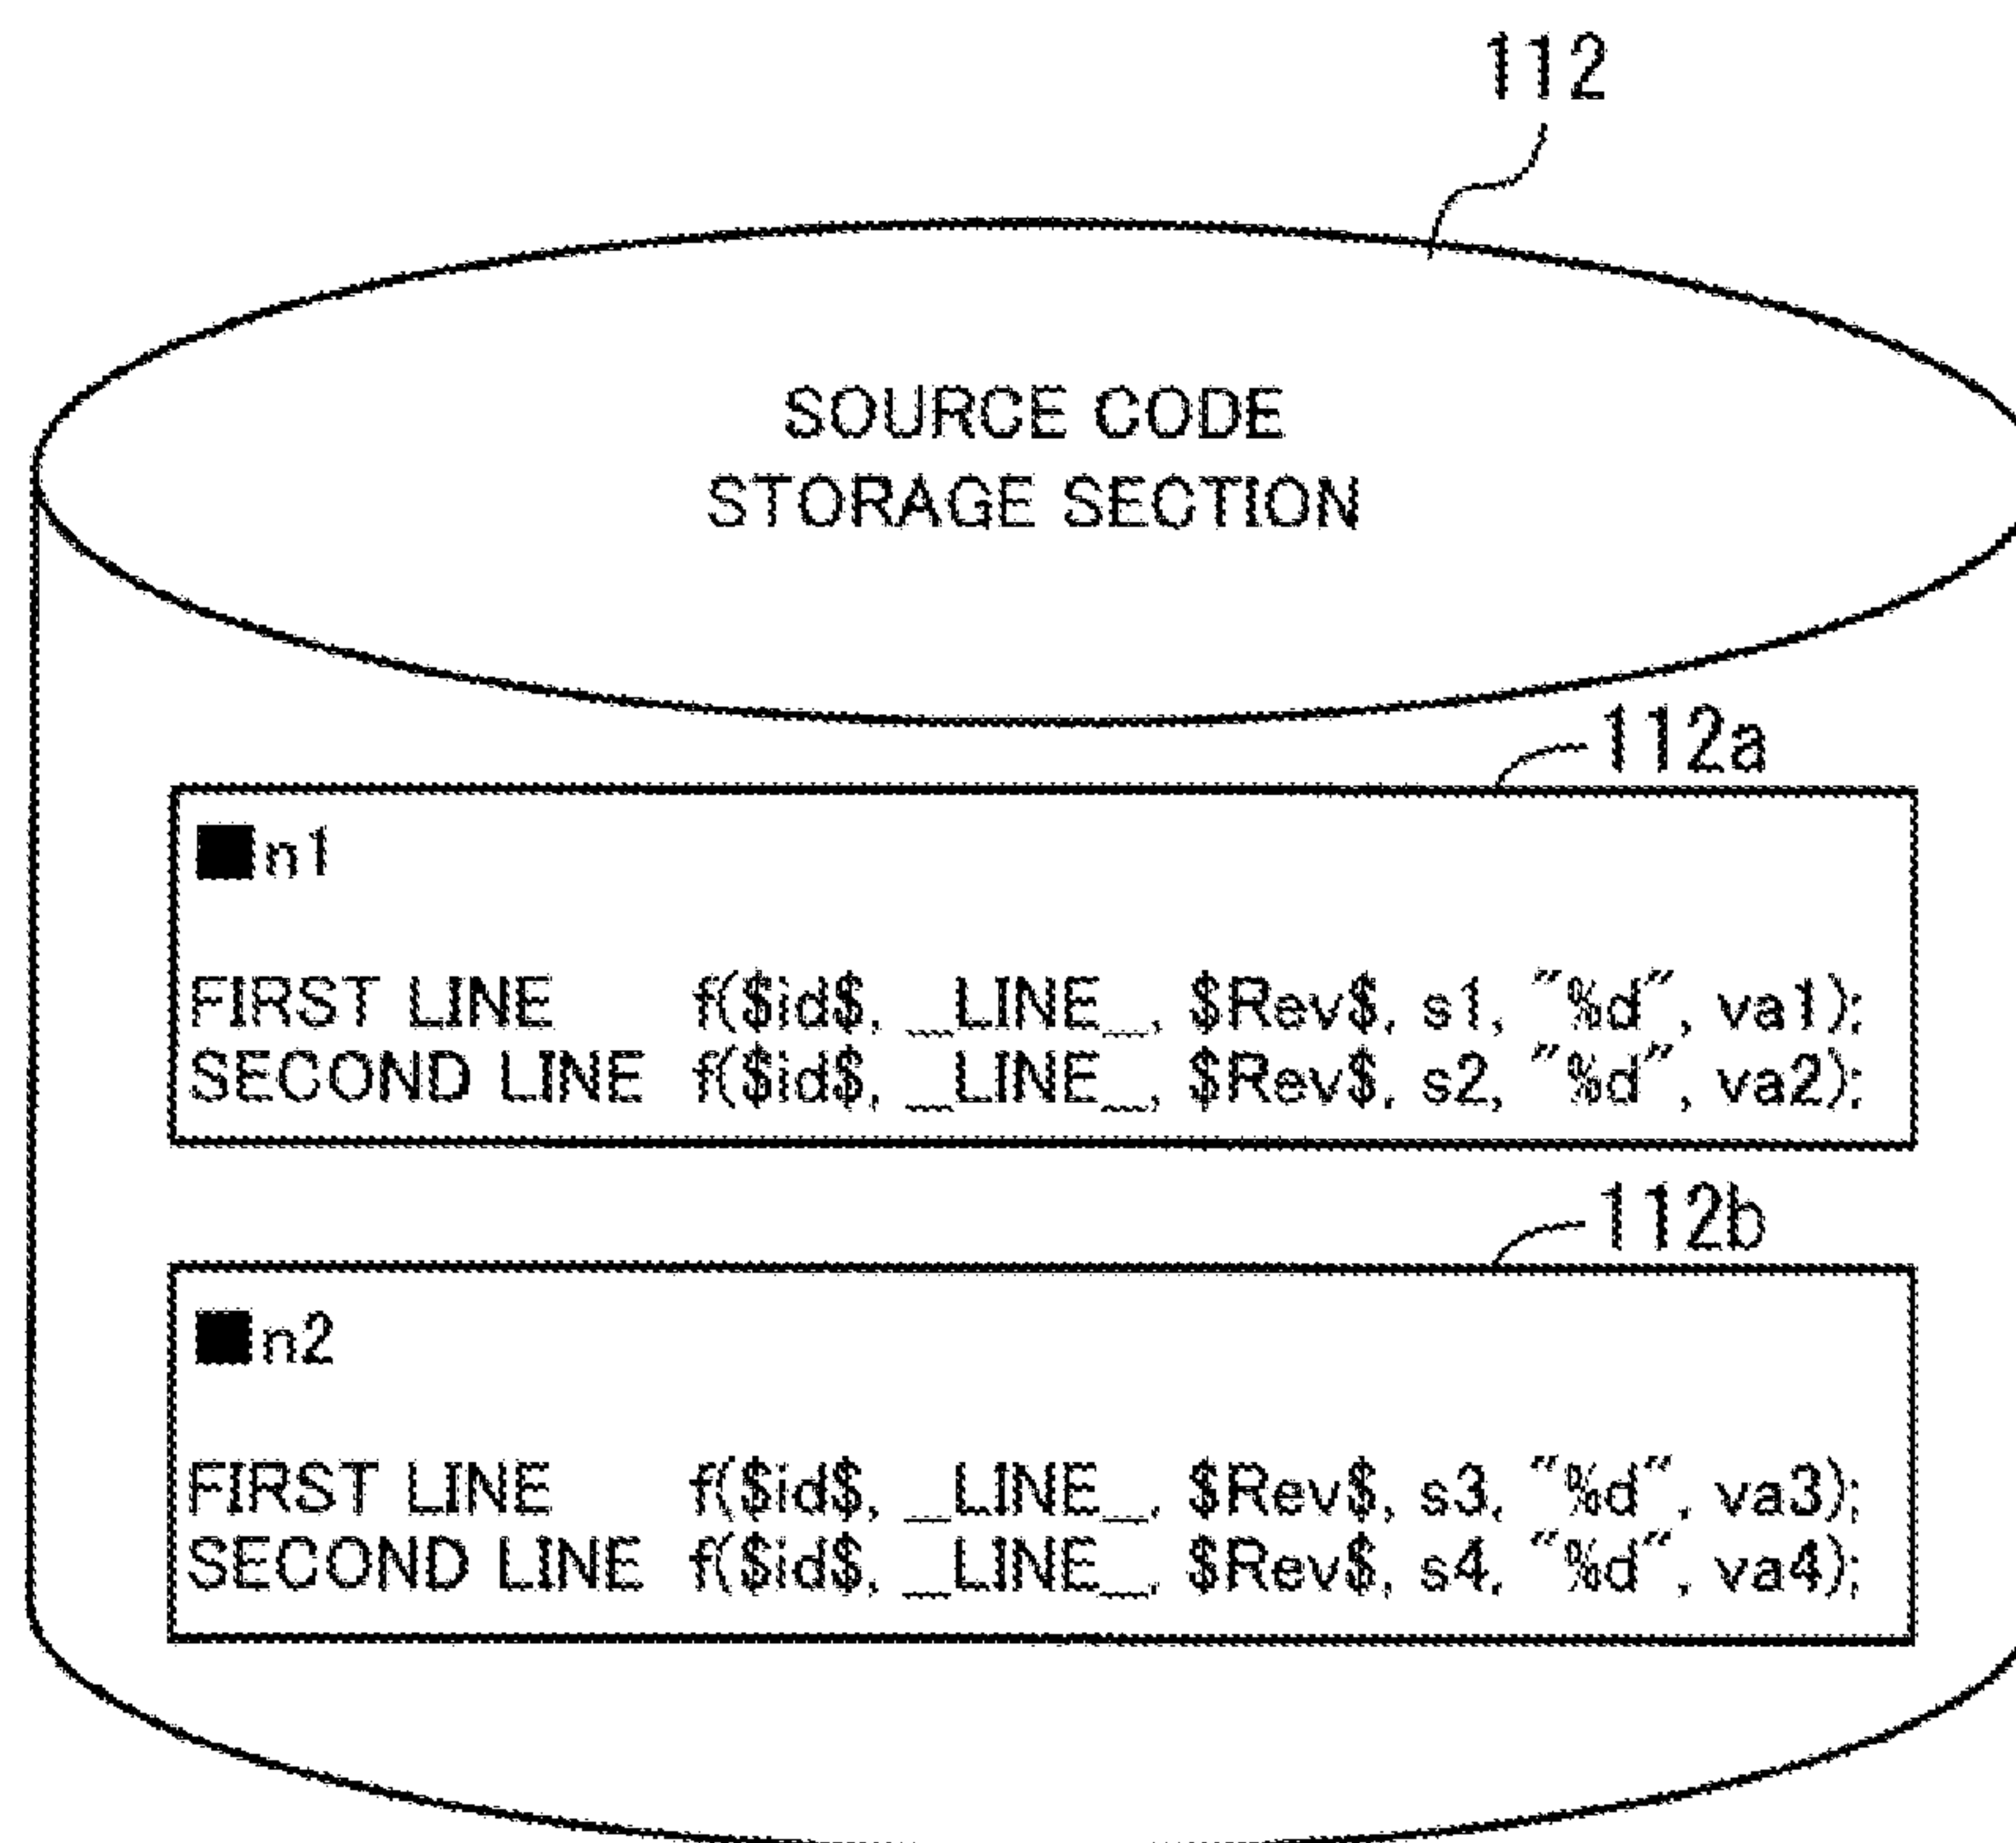 112
SOURCE CODE
STORAGE SECTION
112a
■n1
FIRST LINE f($id$, _LINE_, $Rev$, s1, "%d", va1);
SECOND LINE f($id$, _LINE_, $Rev$, s2, "%d", va2);
112b
■n2
FIRST LINE f($id$, _LINE_, $Rev$, s3, "%d", va3);
SECOND LINE f($id$, _LINE_, $Rev$, s4, "%d", va4);